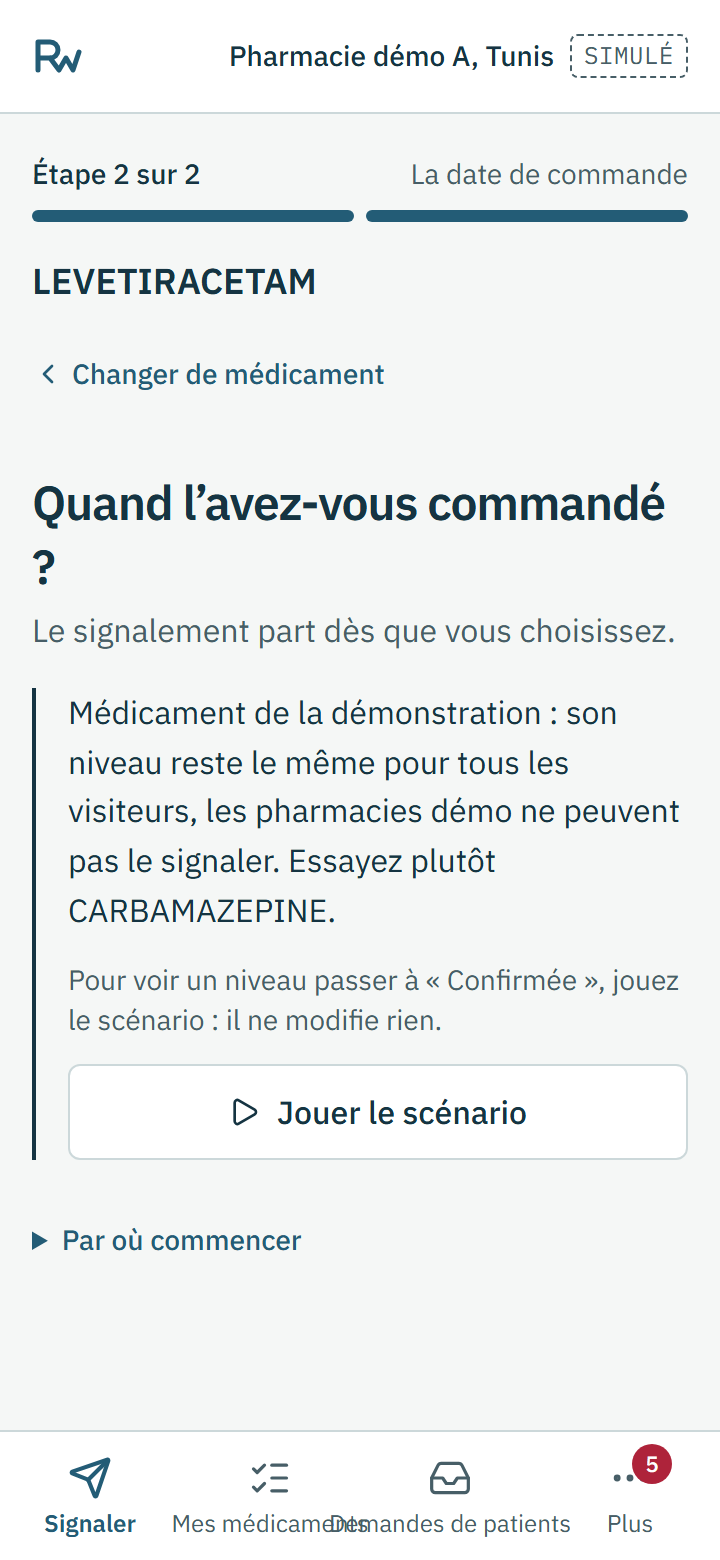 RW
Pharmacie démo A, Tunis
SIMULÉ
Étape 2 sur 2
La date de commande
LEVETIRACETAM
Changer de médicament
Quand l’avez-vous commandé
?
Le signalement part dès que vous choisissez.
Médicament de la démonstration : son
niveau reste le même pour tous les
visiteurs, les pharmacies démo ne peuvent
pas le signaler. Essayez plutôt
CARBAMAZEPINE.
Pour voir un niveau passer à « Confirmée », jouez
le scénario : il ne modifie rien.
Jouer le scénario
Par où commencer
5
Signaler
Mes médicaments
Demandes de patients
Plus